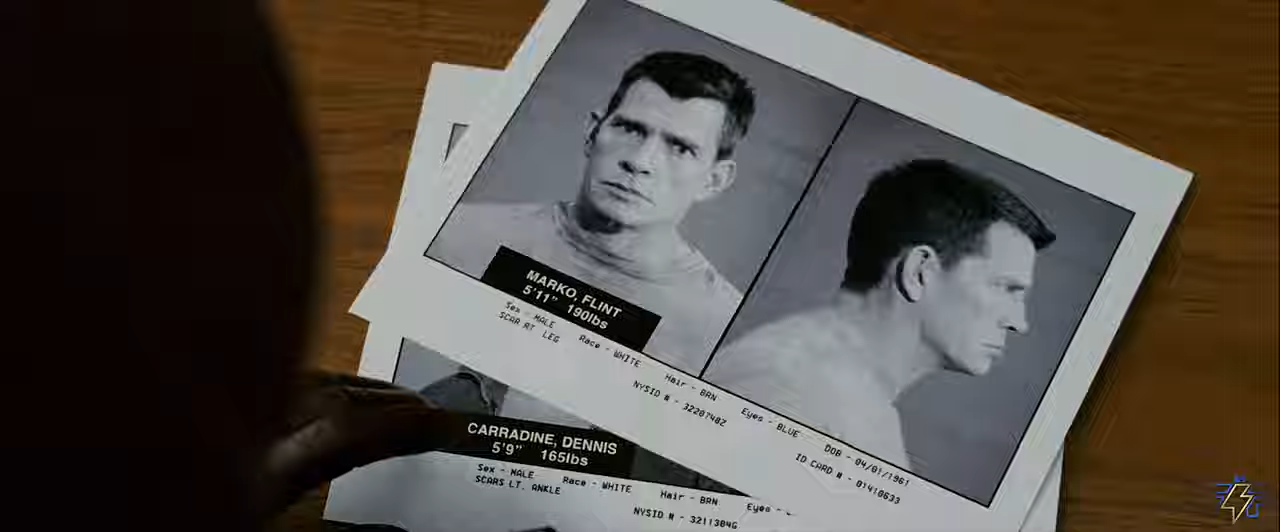 MARKO, FLINT
5'11" 190lbs
Sex - MALE Race - WHITE Hair - BRN Eyes - BLUE DOB - 04/01/1961
SCAR RT LEG NYSID # - 3220748Z ID CARD # - 01410633
CARRADINE, DENNIS
5'9" 165lbs
Sex - MALE Race - WHITE Hair - BRN Eyes -
SCARS LT. ANKLE NYSID # - 3211304G